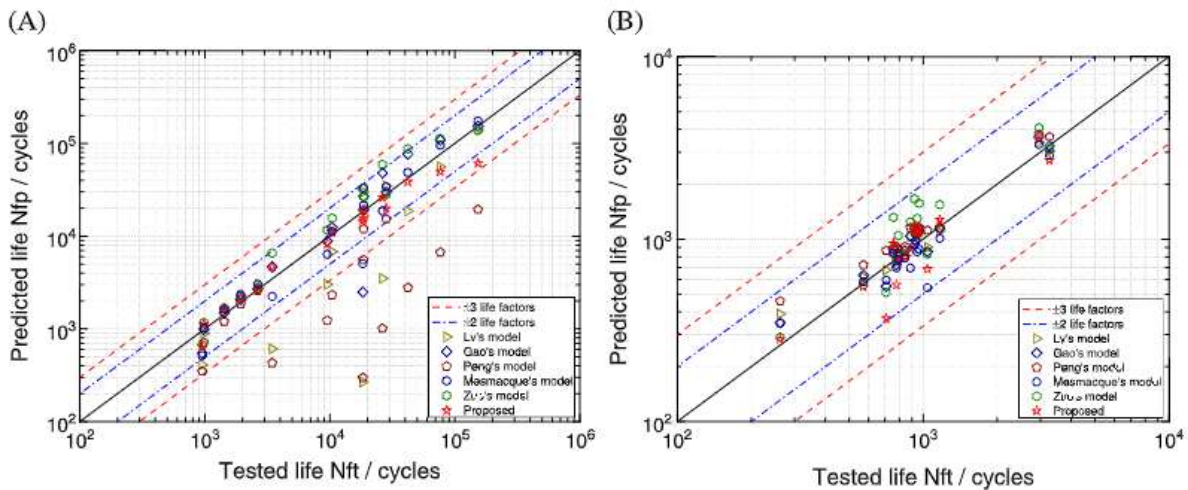 (A)
10^6
10^5
10^4
10^3
10^2
Predicted life Nfp / cycles
±3 life factors
±2 life factors
Lv's model
Gao's model
Peng's model
Mesmacque's model
model
Proposed
10^2 10^3 10^4 10^5 10^6
Tested life Nft / cycles
(B)
10^4
10^3
10^2
Predicted life Nfp / cycles
±3 life factors
±2 life factors
Lv's model
Gao's model
Peng's model
Mesmacque's model
model
Proposed
10^2 10^3 10^4
Tested life Nft / cycles